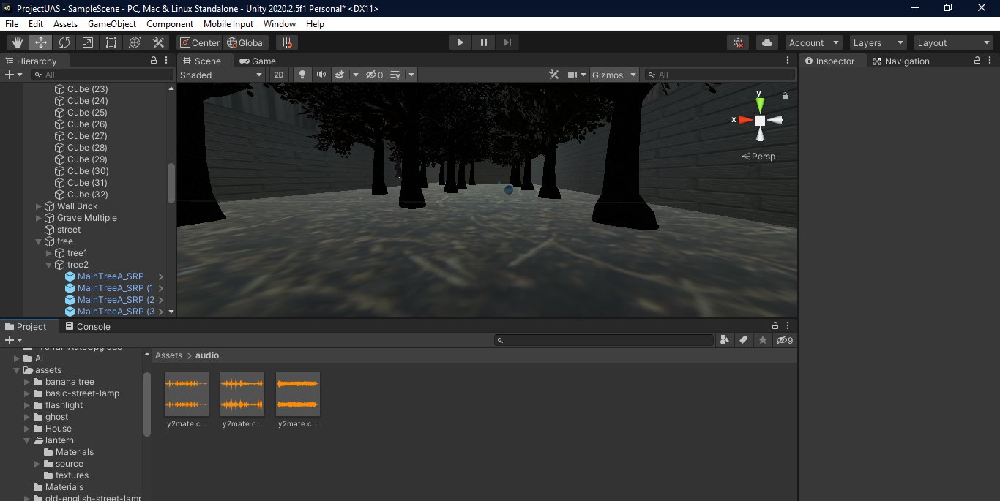 ProjectUAS - SampleScene - PC, Mac & Linux Standalone - Unity 2020.2.5f1 Personal* <DX11>
File Edit Assets GameObject Component Mobile Input Window Help
Center Global Account Layers Layout
Hierarchy
All
Cube (23)
Cube (24)
Cube (25)
Cube (26)
Cube (27)
Cube (28)
Cube (29)
Cube (30)
Cube (31)
Cube (32)
Wall Brick
Grave Multiple
street
tree
tree1
tree2
MainTreeA_SRP
MainTreeA_SRP (1
MainTreeA_SRP (2
MainTreeA_SRP (3
Scene Game
Shaded 2D 0 Gizmos All
y
x
Persp
Inspector Navigation
Project Console
9
_TerrainAutoUpgrade
AI
assets
banana tree
basic-street-lamp
flashlight
ghost
House
lantern
Materials
source
textures
Materials
old-english-street-lamp
Assets > audio
y2mate.c... y2mate.c... y2mate.c...